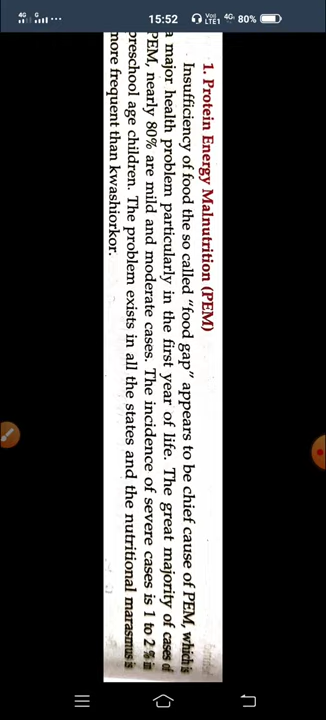 15:52
4G
G
Vo)
LTE1
4G
80%
1. Protein Energy Malnutrition (PEM)
Insufficiency of food the so called "food gap" appears to be chief cause of PEM, which is
a major health problem particularly in the first year of life. The great majority of cases of
PEM, nearly 80% are mild and moderate cases. The incidence of severe cases is 1 to 2 % in
preschool age children. The problem exists in all the states and the nutritional marasmus is
more frequent than kwashiorkor.